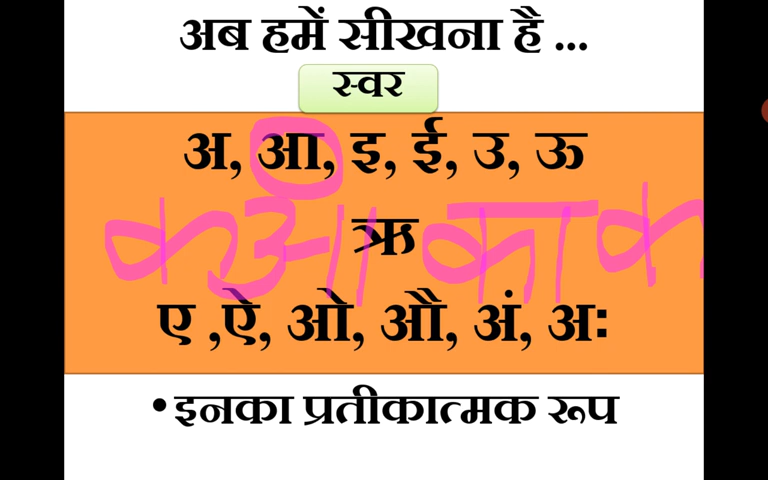 अब हमें सीखना है ...
स्वर
अ, आ, इ, ई, उ, ऊ
क आ का क
ऋ
ए ,ऐ, ओ, औ, अं, अः
•इनका प्रतीकात्मक रूप